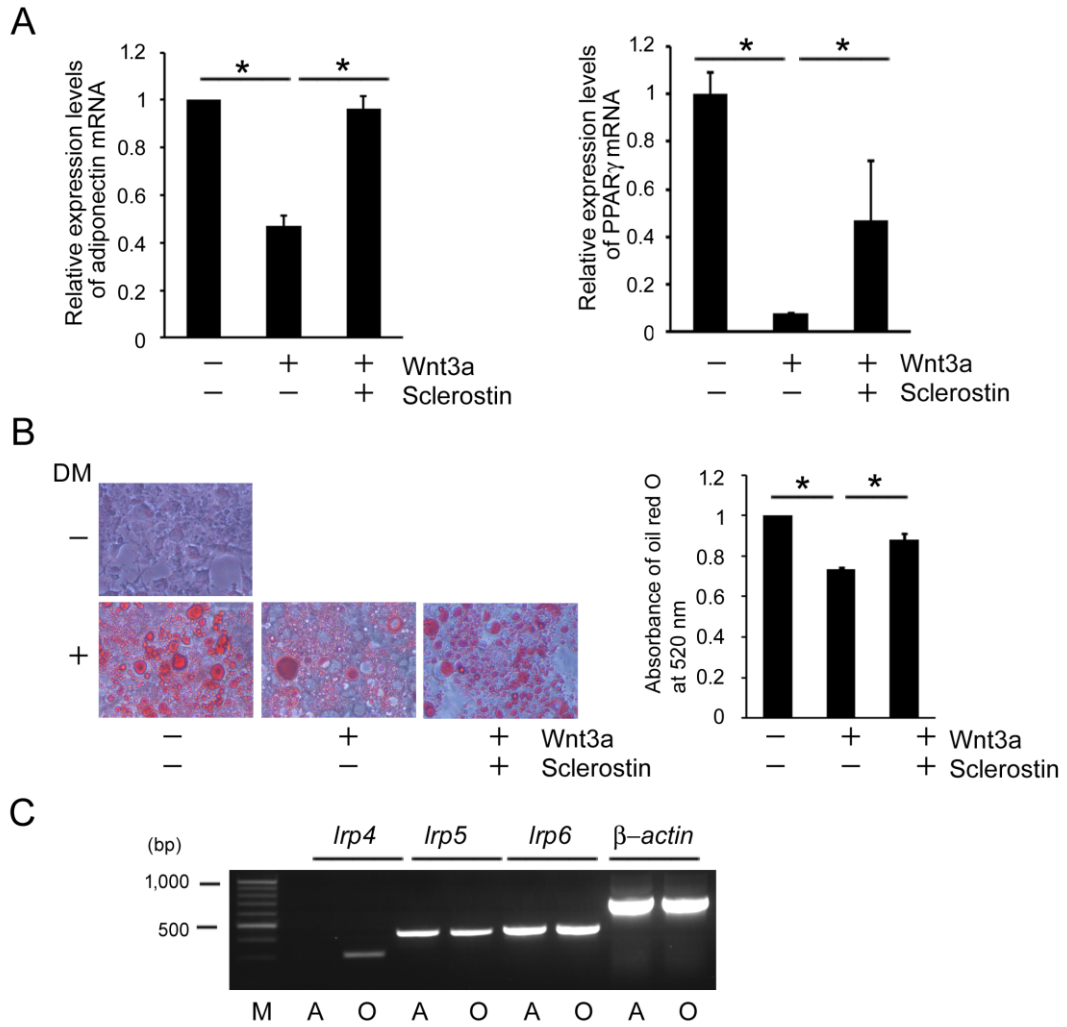 A
Relative expression levels
of adiponectin mRNA
1.2
1
0.8
0.6
0.4
0.2
0
* *
− + + Wnt3a
− − + Sclerostin
Relative expression levels
of PPARγ mRNA
1.2
1
0.8
0.6
0.4
0.2
0
* *
− + + Wnt3a
− − + Sclerostin
B
DM
−
+
− + + Wnt3a
− − + Sclerostin
Absorbance of oil red O
at 520 nm
1.2
1
0.8
0.6
0.4
0.2
0
* *
− + + Wnt3a
− − + Sclerostin
C
(bp) lrp4 lrp5 lrp6 β−actin
1,000
500
M A O A O A O A O